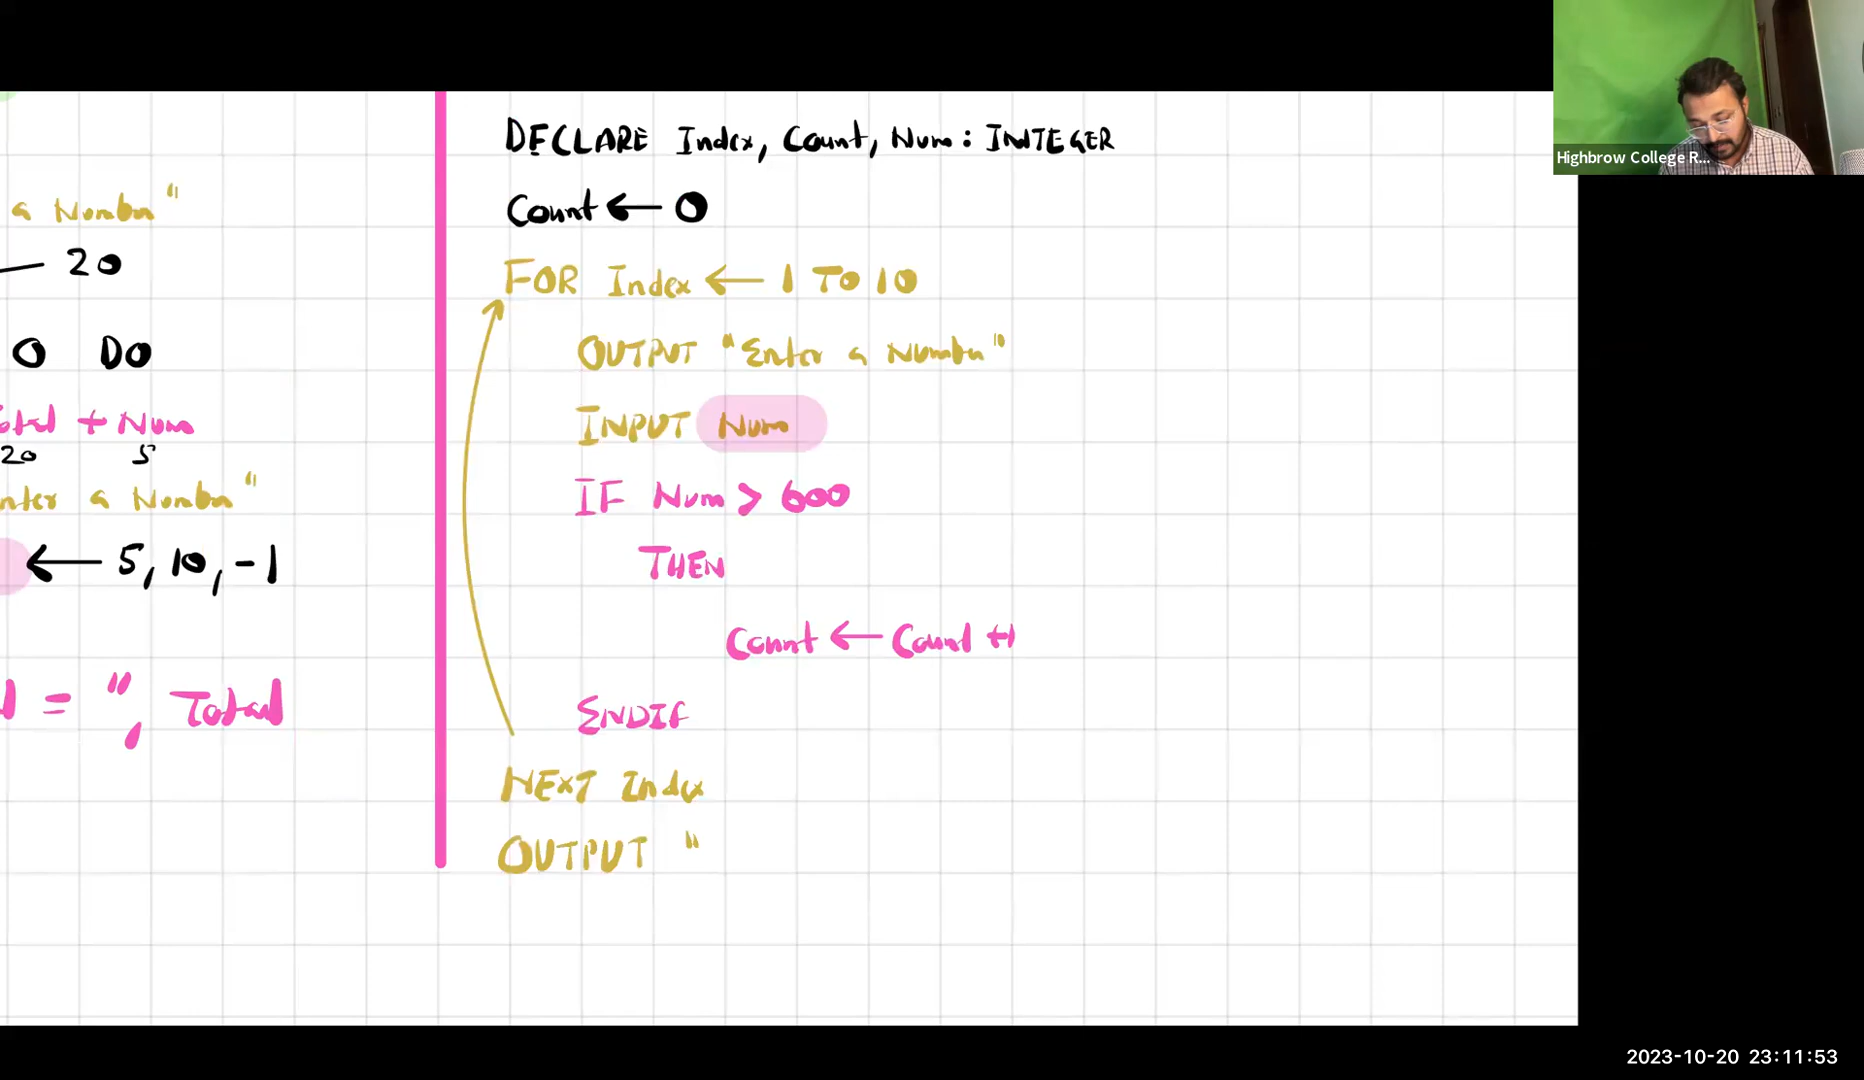 a Number"
20
0 DO
Total + Num
20 5
nter a Number"
← 5, 10, -1
l = ", Total
DECLARE Index, Count, Num : INTEGER
Count ← 0
FOR Index ← 1 TO 10
OUTPUT "Enter a Number"
INPUT Num
IF Num > 600
THEN
Count ← Count +1
ENDIF
NEXT Index
OUTPUT "
Highbrow College R...
2023-10-20 23:11:53